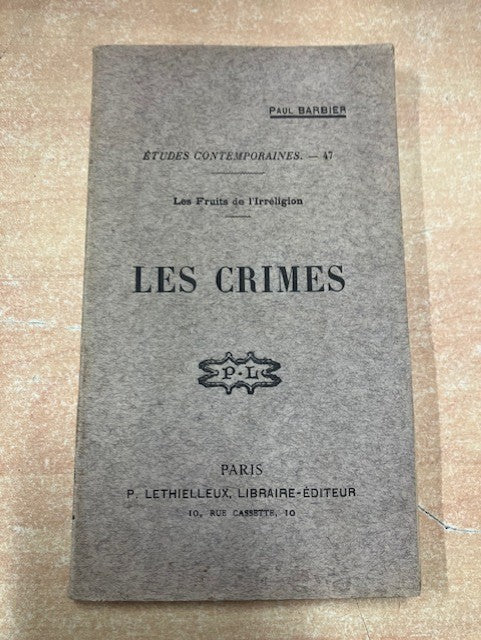 PAUL BARBIER
ÉTUDES CONTEMPORAINES. — 47
Les Fruits de l'Irréligion
LES CRIMES
P·L
PARIS
P. LETHIELLEUX, LIBRAIRE-ÉDITEUR
10, RUE CASSETTE, 10